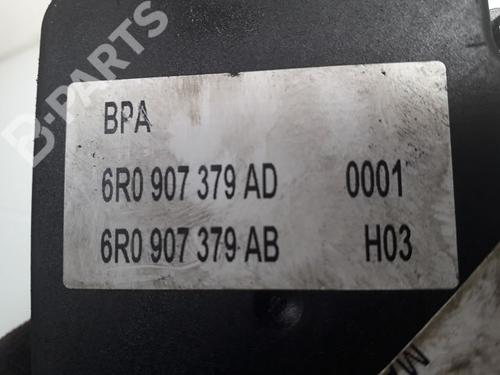 B-PARTS
BPA
6R0 907 379 AD 0001
6R0 907 379 AB H03